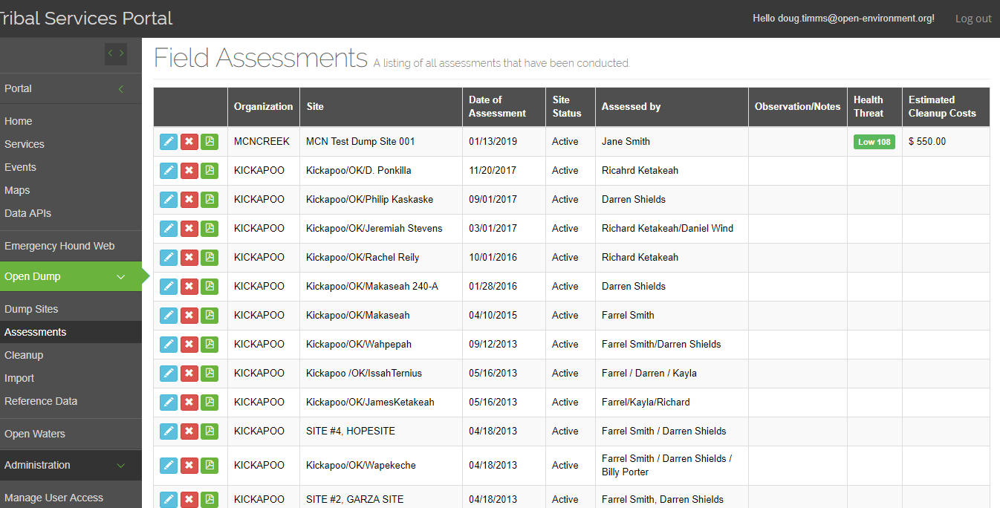 Tribal Services Portal
Hello doug.timms@open-environment.org! Log out
Portal
Home
Services
Events
Maps
Data APIs
Emergency Hound Web
Open Dump
Dump Sites
Assessments
Cleanup
Import
Reference Data
Open Waters
Administration
Manage User Access
Field Assessments A listing of all assessments that have been conducted.
Organization Site Date of Assessment Site Status Assessed by Observation/Notes Health Threat Estimated Cleanup Costs
MCNCREEK MCN Test Dump Site 001 01/13/2019 Active Jane Smith Low 108 $ 550.00
KICKAPOO Kickapoo/OK/D. Ponkilla 11/20/2017 Active Ricahrd Ketakeah
KICKAPOO Kickapoo/OK/Philip Kaskaske 09/01/2017 Active Darren Shields
KICKAPOO Kickapoo/OK/Jeremiah Stevens 03/01/2017 Active Richard Ketakeah/Daniel Wind
KICKAPOO Kickapoo/OK/Rachel Reily 10/01/2016 Active Richard Ketakeah
KICKAPOO Kickapoo/OK/Makaseah 240-A 01/28/2016 Active Darren Shields
KICKAPOO Kickapoo/OK/Makaseah 04/10/2015 Active Farrel Smith
KICKAPOO Kickapoo/OK/Wahpepah 09/12/2013 Active Farrel Smith/Darren Shields
KICKAPOO Kickapoo /OK/IssahTernius 05/16/2013 Active Farrel / Darren / Kayla
KICKAPOO Kickapoo/OK/JamesKetakeah 05/16/2013 Active Farrel/Kayla/Richard
KICKAPOO SITE #4, HOPESITE 04/18/2013 Active Farrel Smith / Darren Shields
KICKAPOO Kickapoo/OK/Wapekeche 04/18/2013 Active Farrel Smith / Darren Shields / Billy Porter
KICKAPOO SITE #2, GARZA SITE 04/18/2013 Active Farrel Smith, Darren Shields